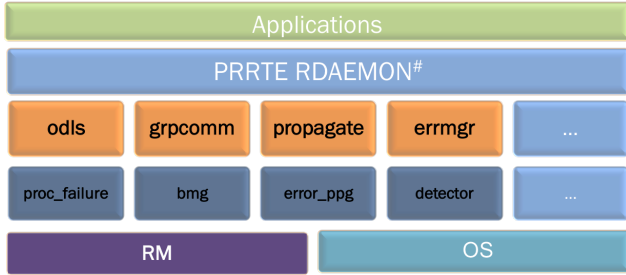 Applications
PRRTE RDAEMON#
odls grpcomm propagate errmgr ...
proc_failure bmg error_ppg detector ...
RM OS